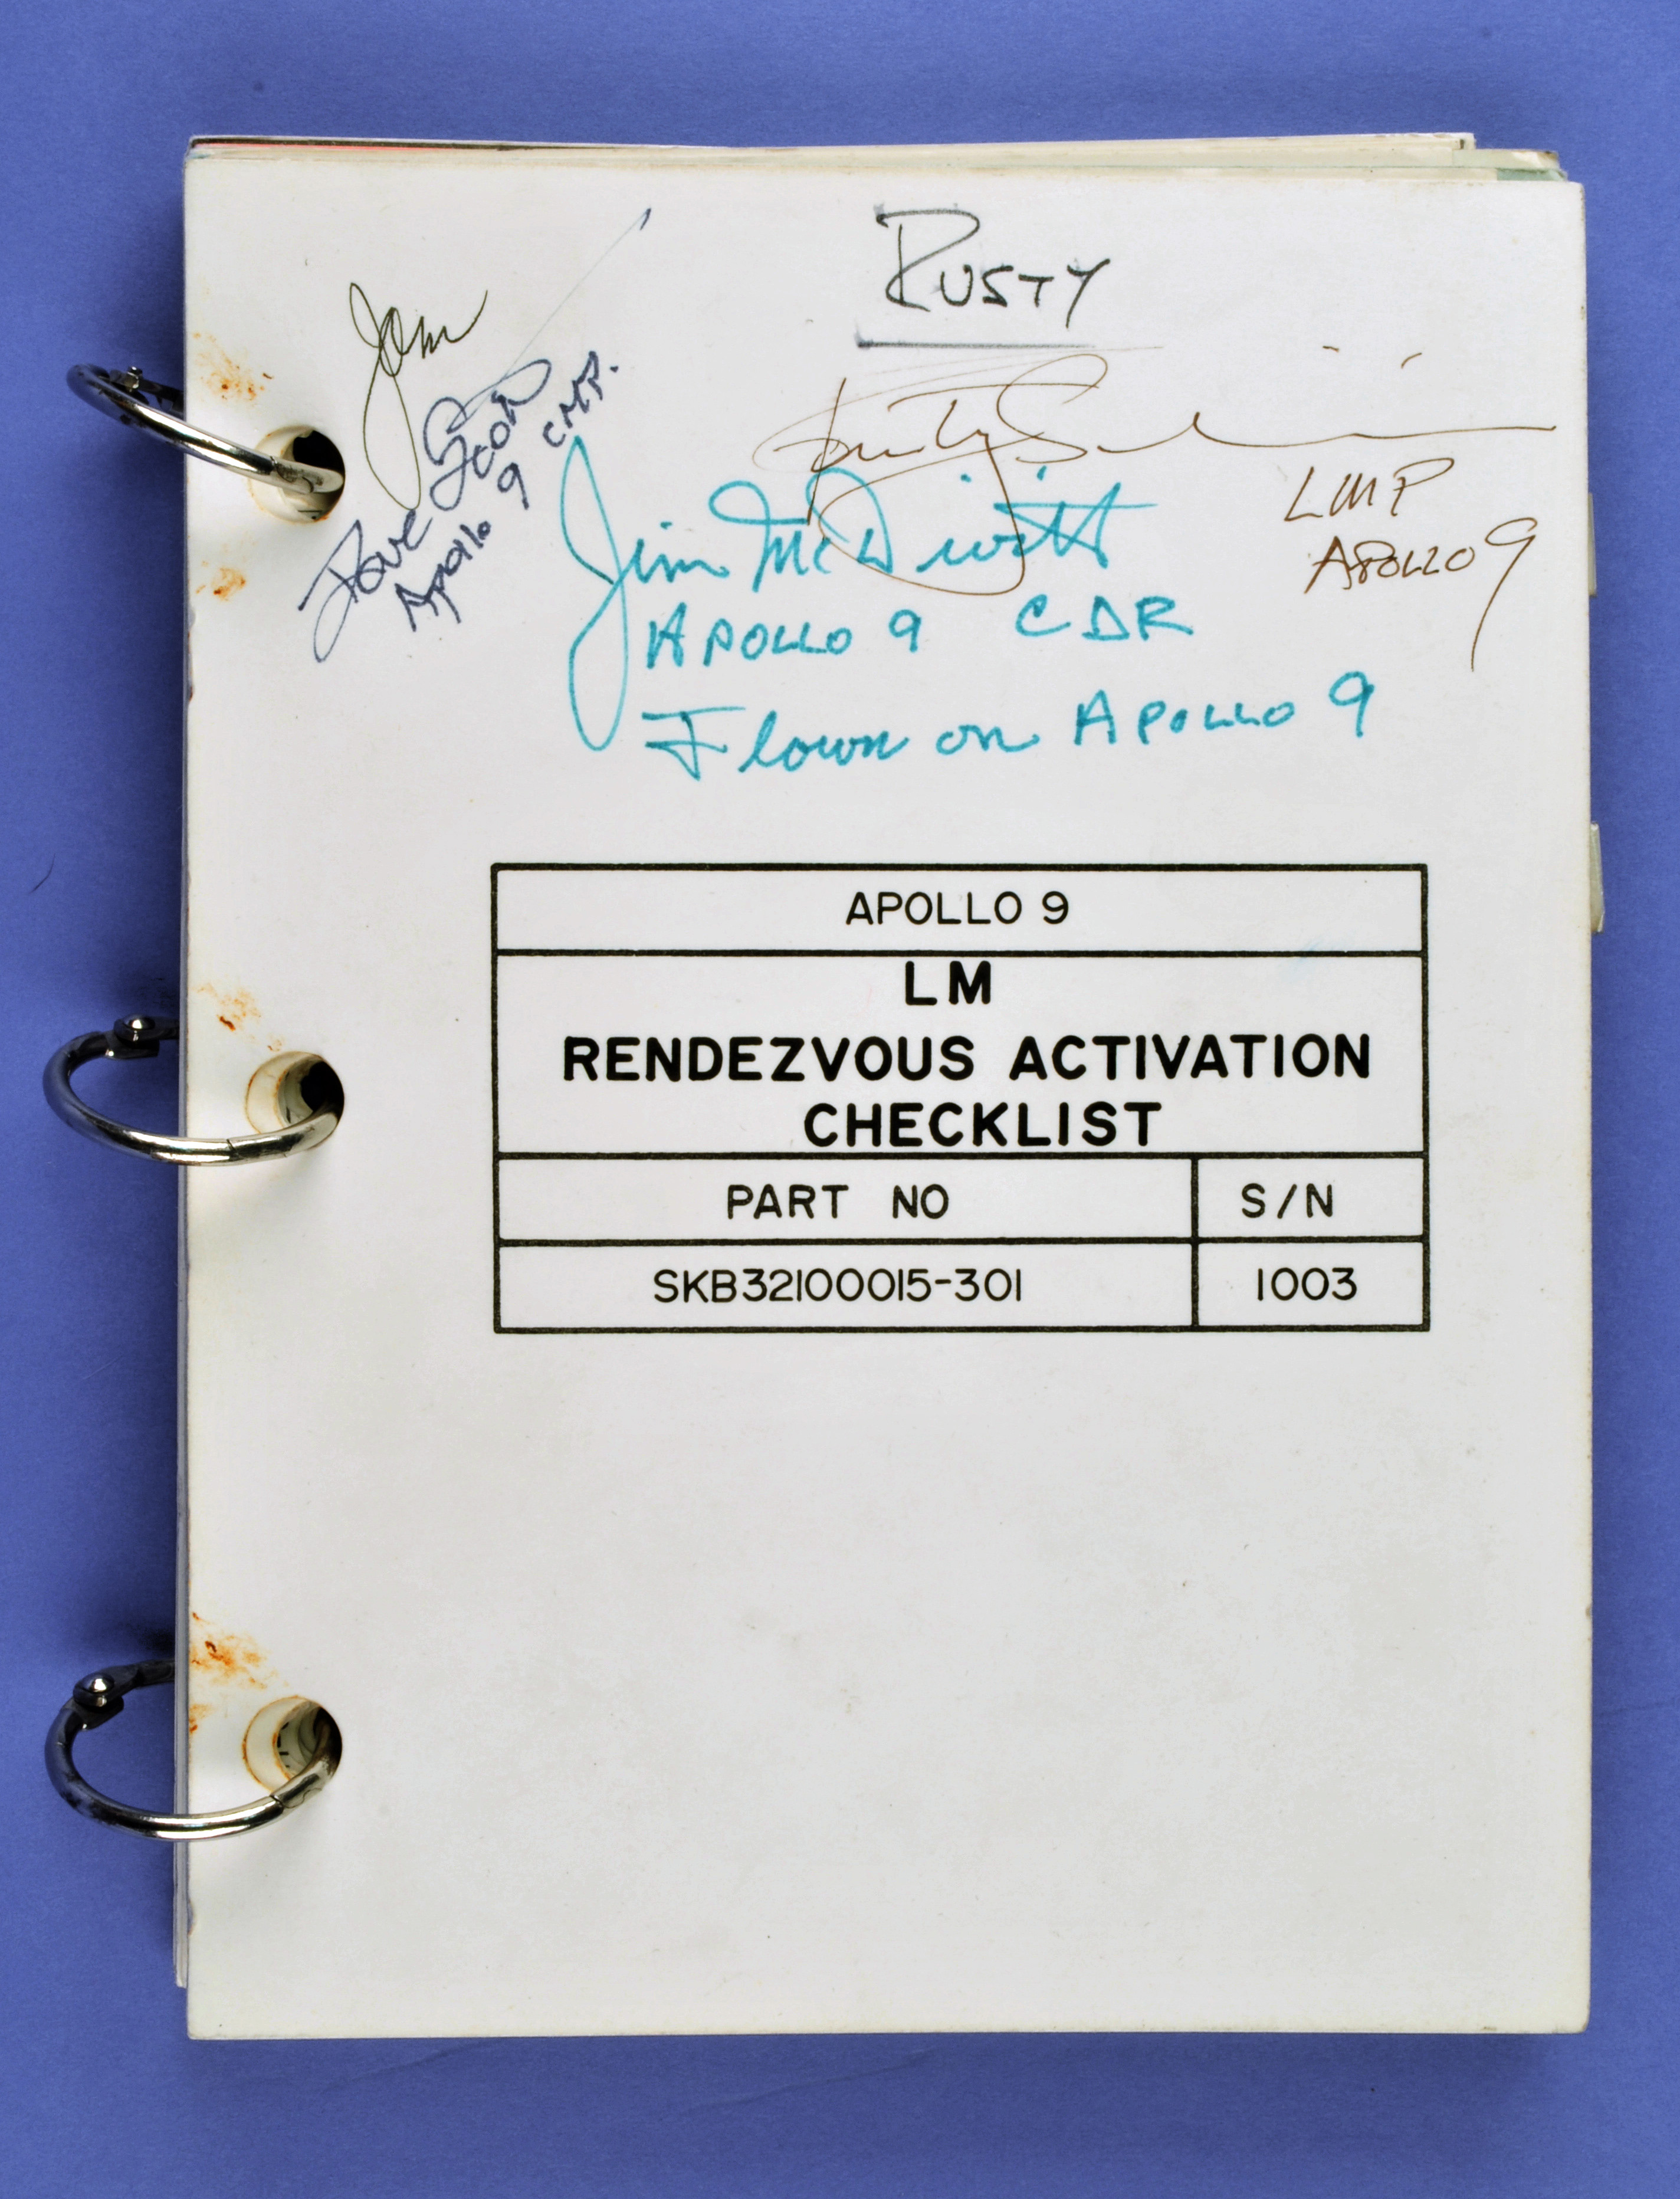 RUSTY
Dave Scott
Apollo 9 CMP.
Rusty
LMP
APOLLO 9
Jim McDivitt
APOLLO 9 CDR
Flown on APOLLO 9
APOLLO 9
LM
RENDEZVOUS ACTIVATION
CHECKLIST
PART NO S/N
SKB32100015-301 1003